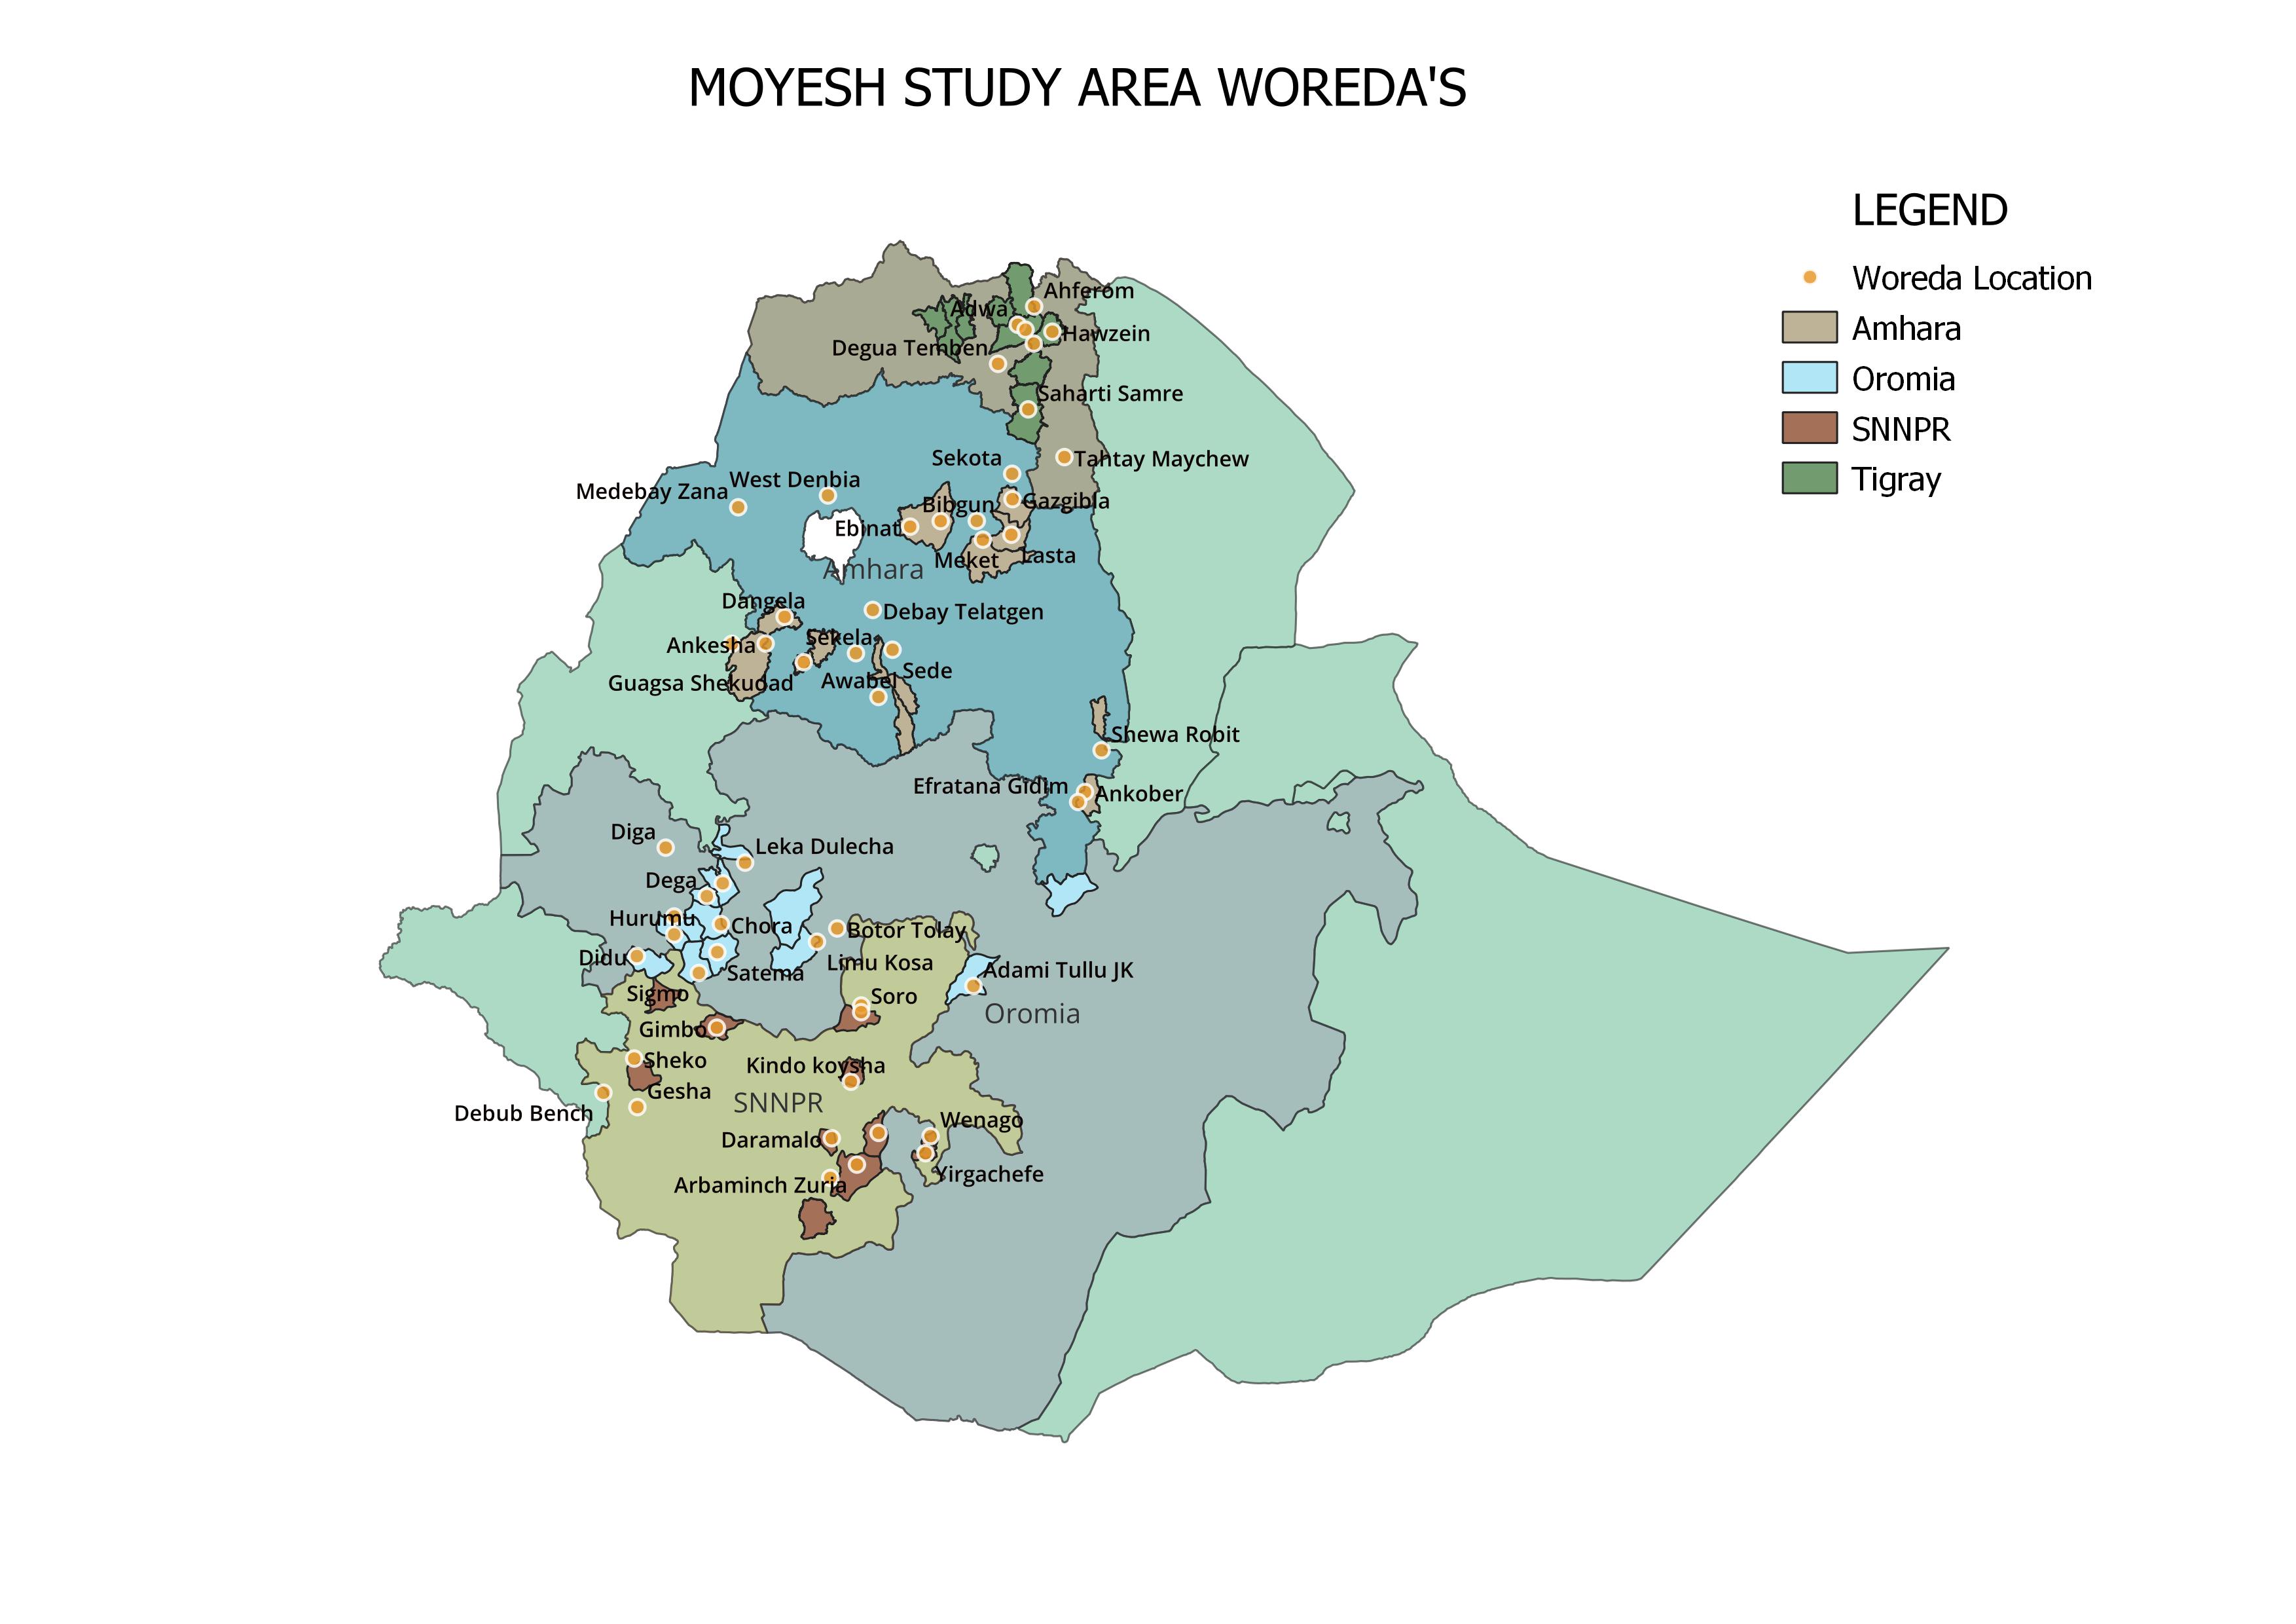 MOYESH STUDY AREA WOREDA'S
LEGEND
Woreda Location
Amhara
Oromia
SNNPR
Tigray
Ahferom
Adwa
Hawzein
Degua Temben
Saharti Samre
Sekota
Tahtay Maychew
West Denbia
Medebay Zana
Bibgun
Gazgibla
Ebinat
Meket
Lasta
Amhara
Dangela
Debay Telatgen
Ankesha
Sekela
Sede
Guagsa Shekudad
Awabel
Shewa Robit
Efratana Gidim
Ankober
Diga
Leka Dulecha
Dega
Hurumu
Chora
Botor Tolay
Didu
Satema
Limu Kosa
Adami Tullu JK
Sigmo
Soro
Oromia
Gimbo
Sheko
Kindo koysha
Gesha
SNNPR
Debub Bench
Wenago
Daramalo
Yirgachefe
Arbaminch Zuria